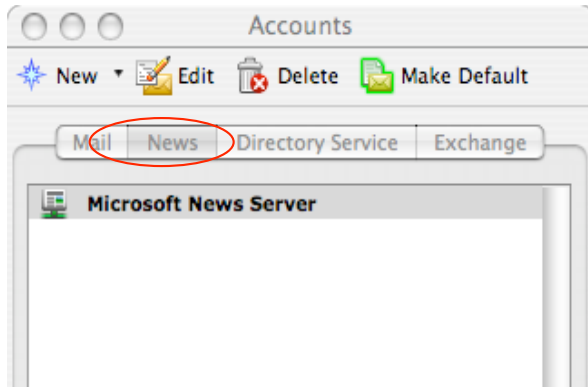 Accounts
New Edit Delete Make Default
Mail News Directory Service Exchange
Microsoft News Server